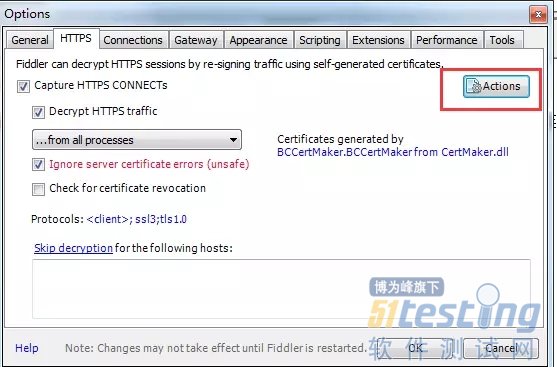 Options
General HTTPS Connections Gateway Appearance Scripting Extensions Performance Tools
Fiddler can decrypt HTTPS sessions by re-signing traffic using self-generated certificates.
Capture HTTPS CONNECTs
Actions
Decrypt HTTPS traffic
...from all processes
Certificates generated by
BCCertMaker.BCCertMaker from CertMaker.dll
Ignore server certificate errors (unsafe)
Check for certificate revocation
Protocols: <client>; ssl3;tls1.0
Skip decryption for the following hosts:
博为峰旗下
51testing
软件测试网
Help Note: Changes may not take effect until Fiddler is restarted. OK Cancel